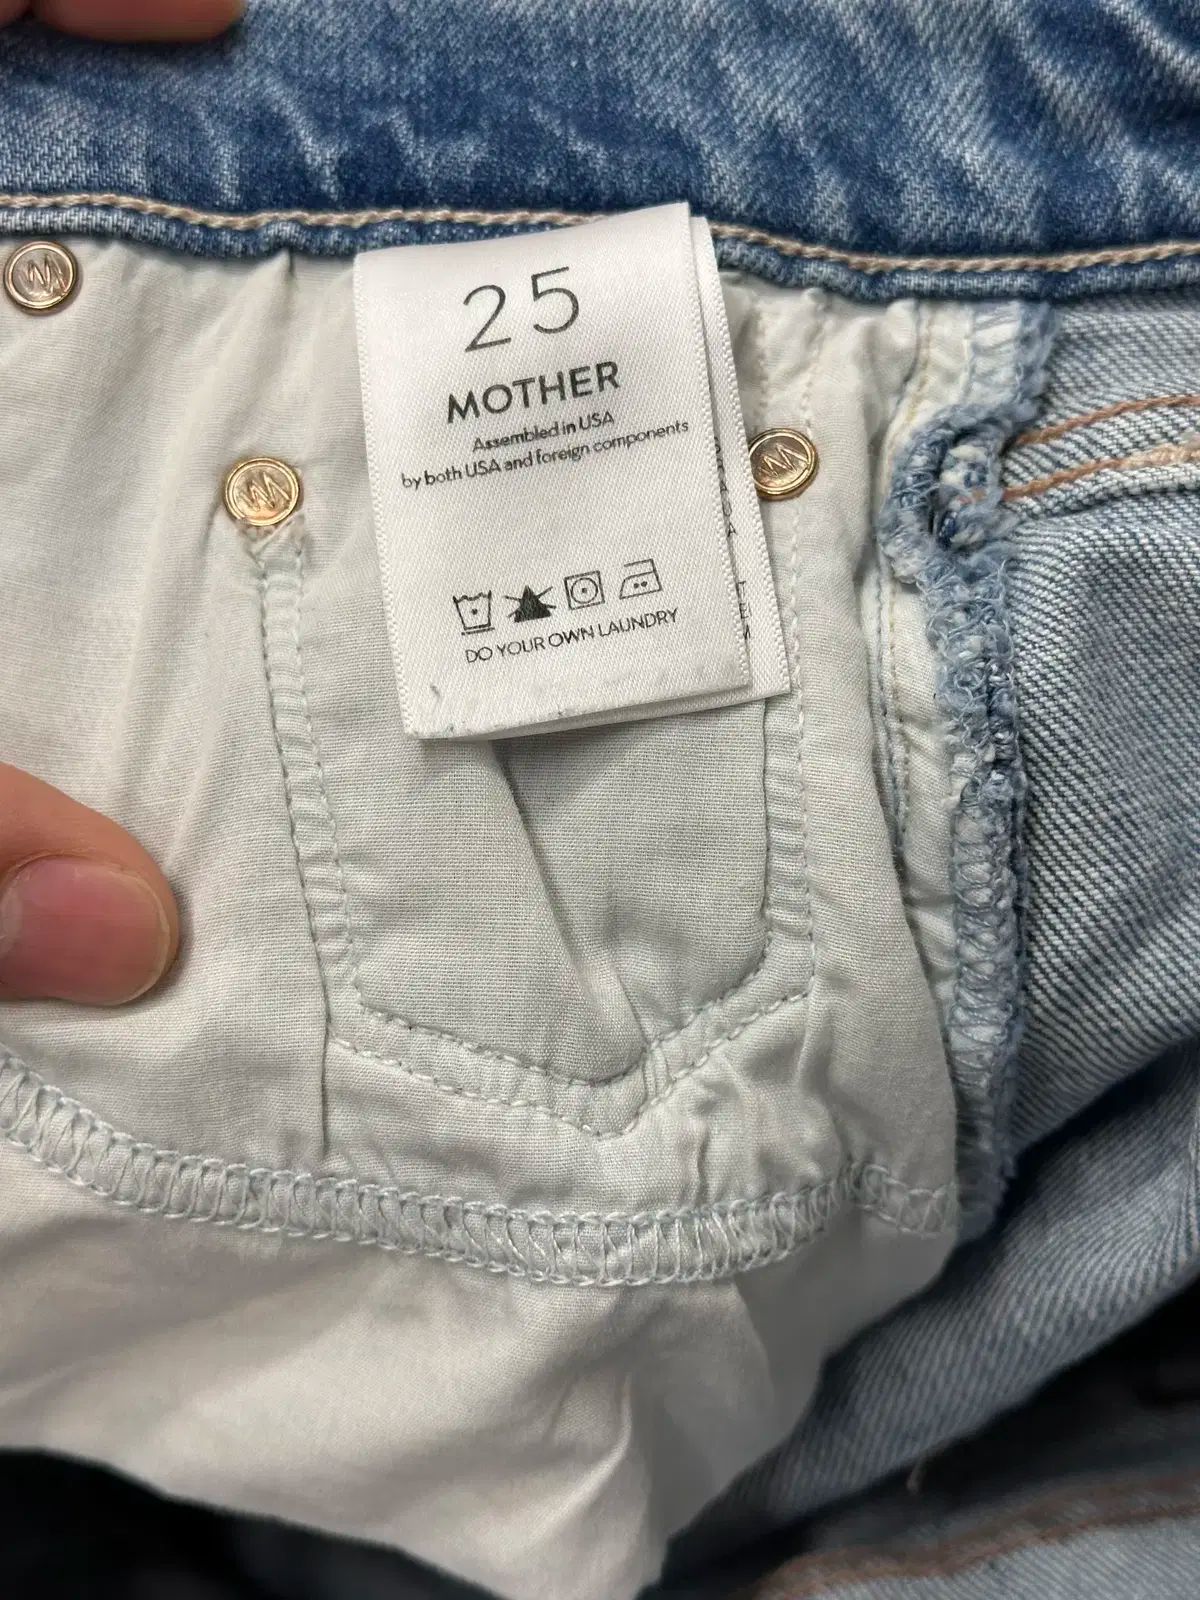 25
MOTHER
Assembled in USA
by both USA and foreign components
DO YOUR OWN LAUNDRY